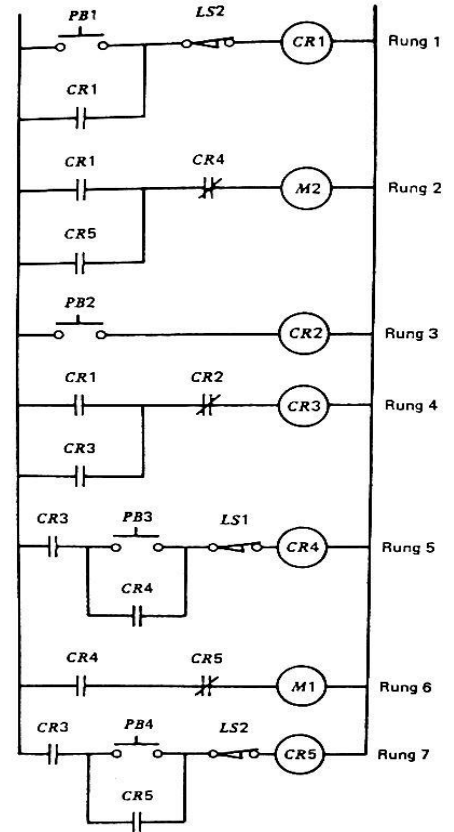 PB1 LS2
CR1 Rung 1
CR1
CR1 CR4
M2 Rung 2
CR5
PB2
CR2 Rung 3
CR1 CR2
CR3 Rung 4
CR3
CR3 PB3 LS1
CR4 Rung 5
CR4
CR4 CR5
M1 Rung 6
CR3 PB4 LS2
CR5 Rung 7
CR5